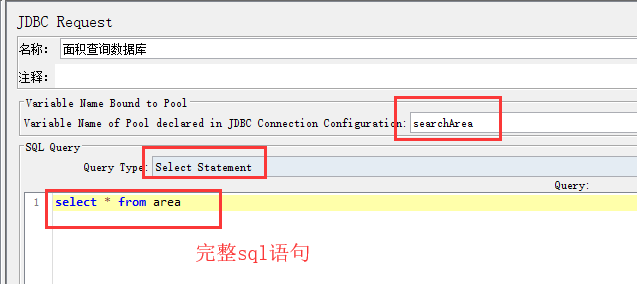 JDBC Request
名称： 面积查询数据库
注释：
Variable Name Bound to Pool
Variable Name of Pool declared in JDBC Connection Configuration: searchArea
SQL Query
Query Type: Select Statement
Query:
1 select * from area
完整sql语句